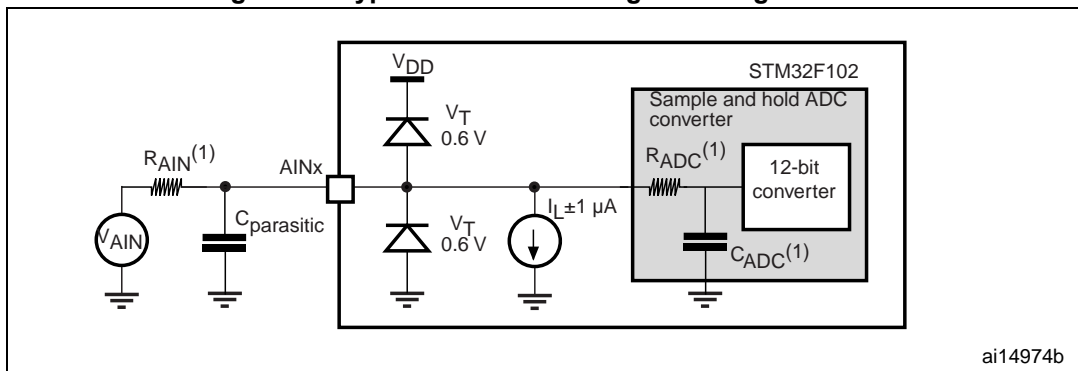 VDD
STM32F102
Sample and hold ADC
converter
VT
0.6 V
RAIN(1)
AINx
RADC(1)
12-bit
converter
VAIN
Cparasitic
VT
0.6 V
IL±1 µA
CADC(1)
ai14974b